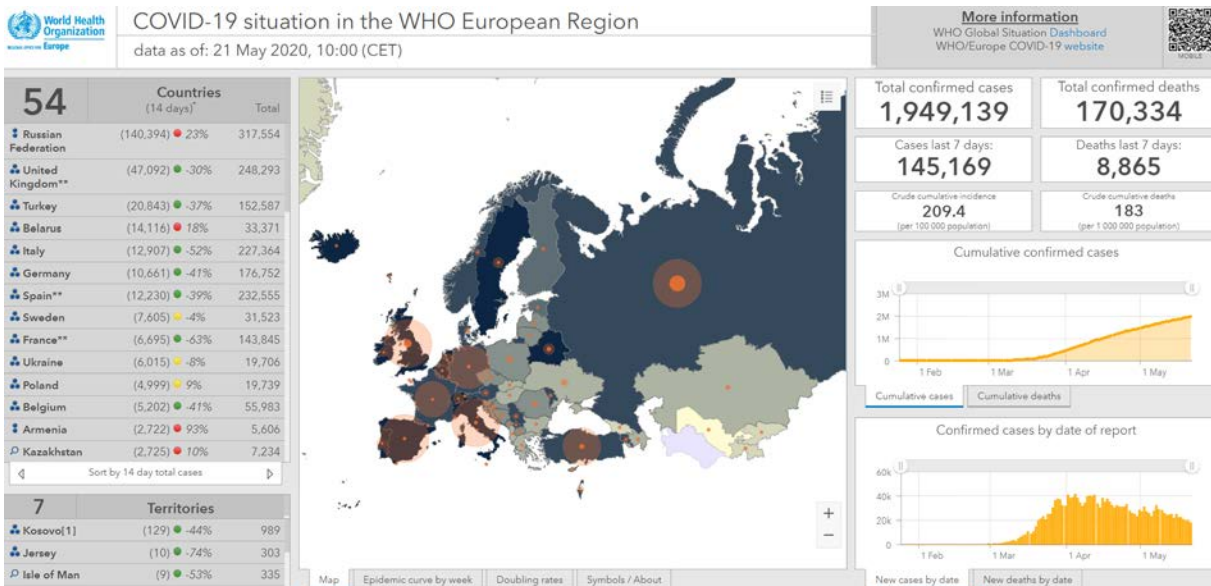 World Health
Organization
Europe
COVID-19 situation in the WHO European Region
data as of: 21 May 2020, 10:00 (CET)
More information
WHO Global Situation Dashboard
WHO/Europe COVID-19 website
MOBILE
54
Countries
(14 days)*
Total
Russian Federation (140,394) 23% 317,554
United Kingdom** (47,092) -30% 248,293
Turkey (20,843) -37% 152,587
Belarus (14,116) 18% 33,371
Italy (12,907) -52% 227,364
Germany (10,661) -41% 176,752
Spain** (12,230) -39% 232,555
Sweden (7,605) -4% 31,523
France** (6,695) -63% 143,845
Ukraine (6,015) -8% 19,706
Poland (4,999) 9% 19,739
Belgium (5,202) -41% 55,983
Armenia (2,722) 93% 5,606
Kazakhstan (2,725) 10% 7,234
Sort by 14 day total cases
7 Territories
Kosovo[1] (129) -44% 989
Jersey (10) -74% 303
Isle of Man (9) -53% 335
+
−
Map
Epidemic curve by week
Doubling rates
Symbols / About
Total confirmed cases
1,949,139
Total confirmed deaths
170,334
Cases last 7 days:
145,169
Deaths last 7 days:
8,865
Crude cumulative incidence
209.4
(per 100 000 population)
Crude cumulative deaths
183
(per 1 000 000 population)
Cumulative confirmed cases
3M
2M
1M
0
1 Feb 1 Mar 1 Apr 1 May
Cumulative cases
Cumulative deaths
Confirmed cases by date of report
60k
40k
20k
0
1 Feb 1 Mar 1 Apr 1 May
New cases by date
New deaths by date